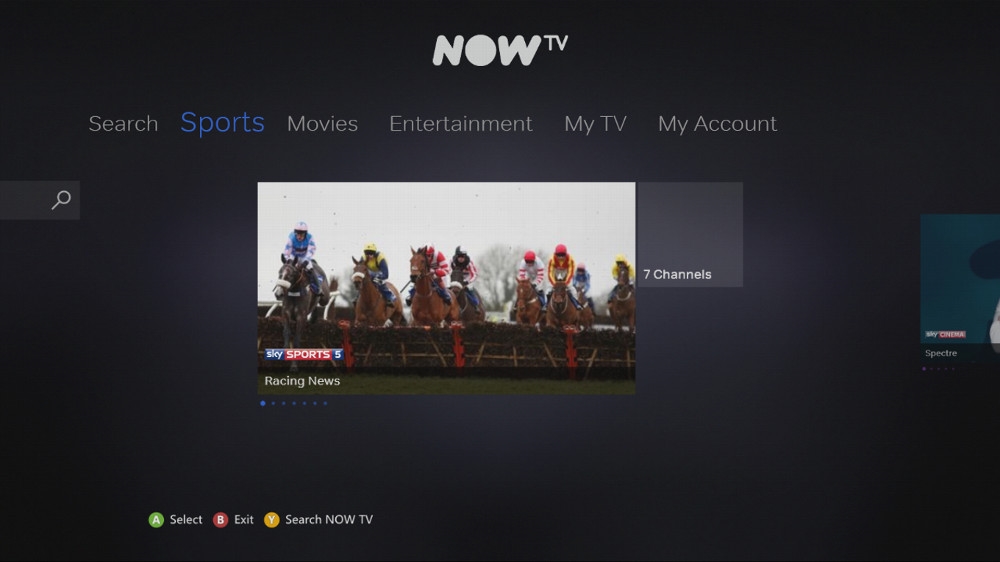 NOW TV
Search Sports Movies Entertainment My TV My Account
7 Channels
sky SPORTS 5
Racing News
sky CINEMA
Spectre
A Select B Exit Y Search NOW TV